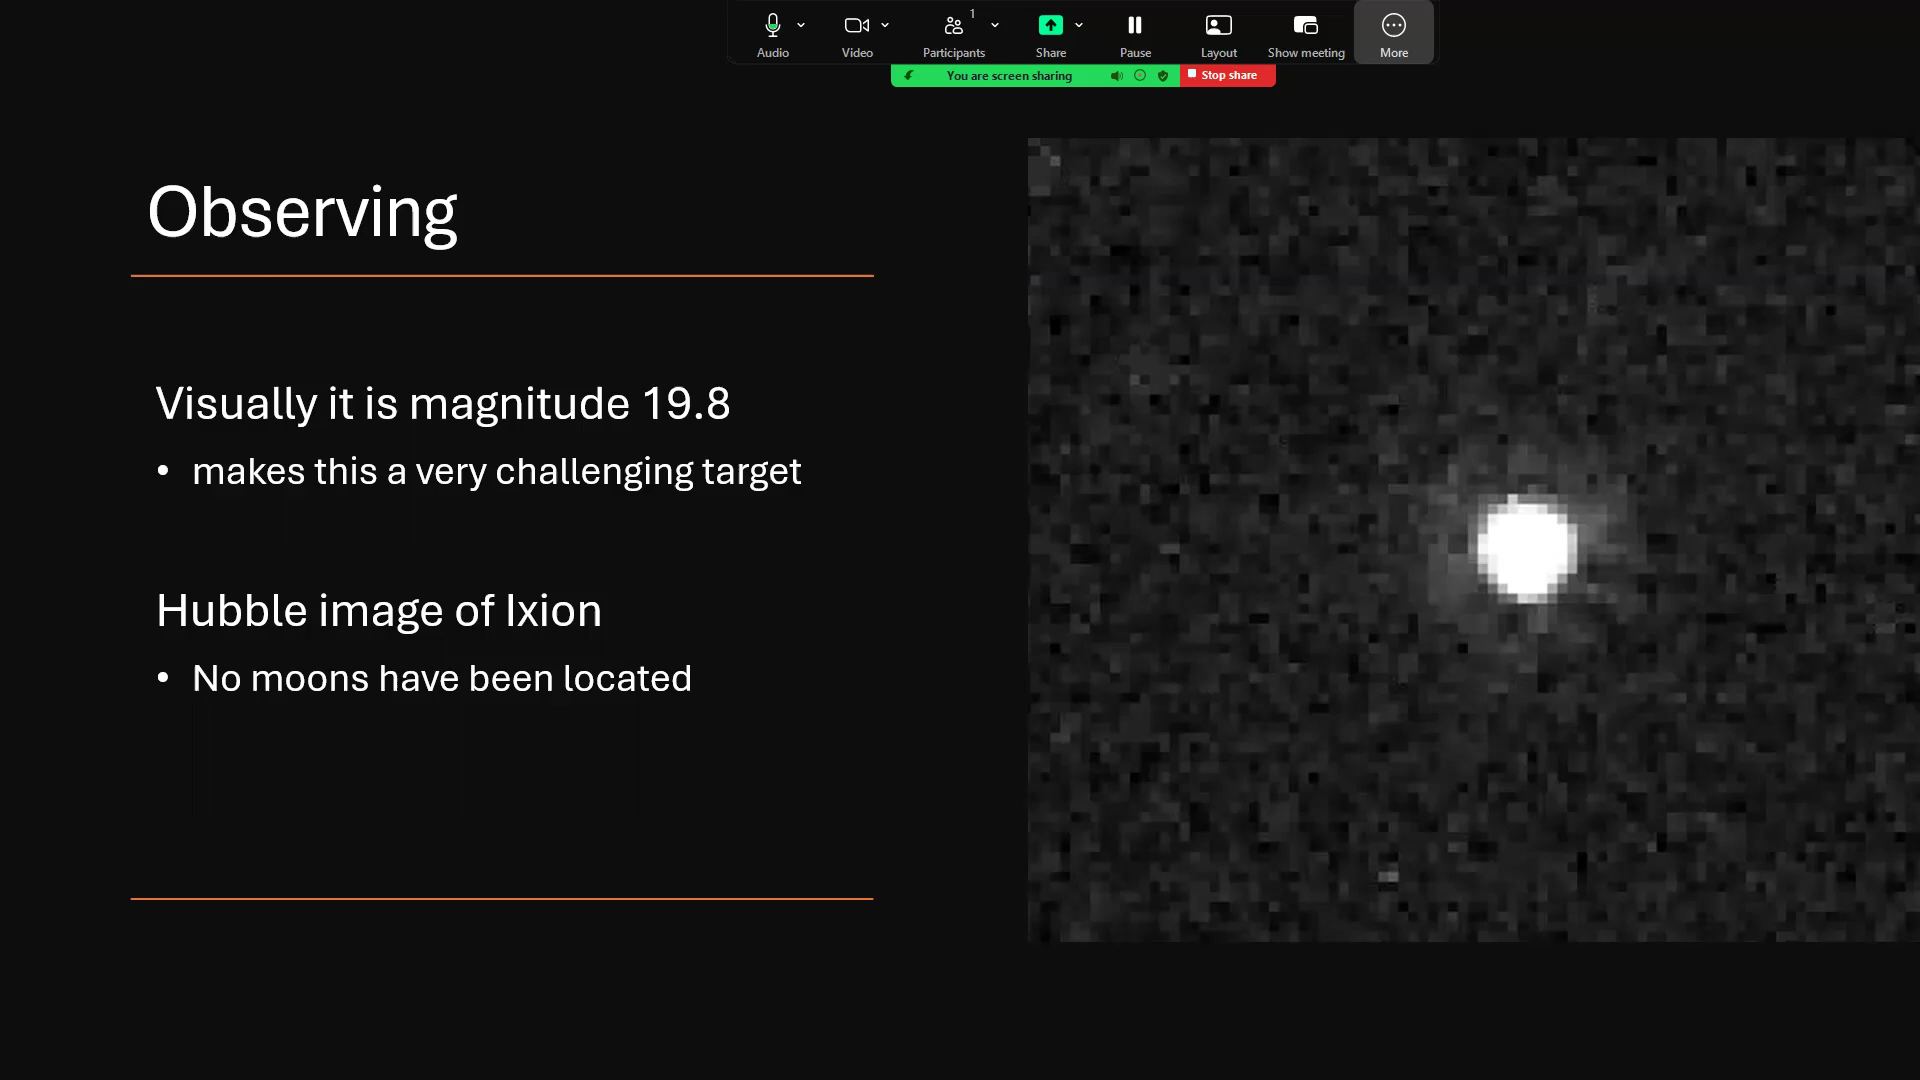 1
Audio Video Participants Share Pause Layout Show meeting More
You are screen sharing Stop share
Observing
Visually it is magnitude 19.8
• makes this a very challenging target
Hubble image of Ixion
• No moons have been located